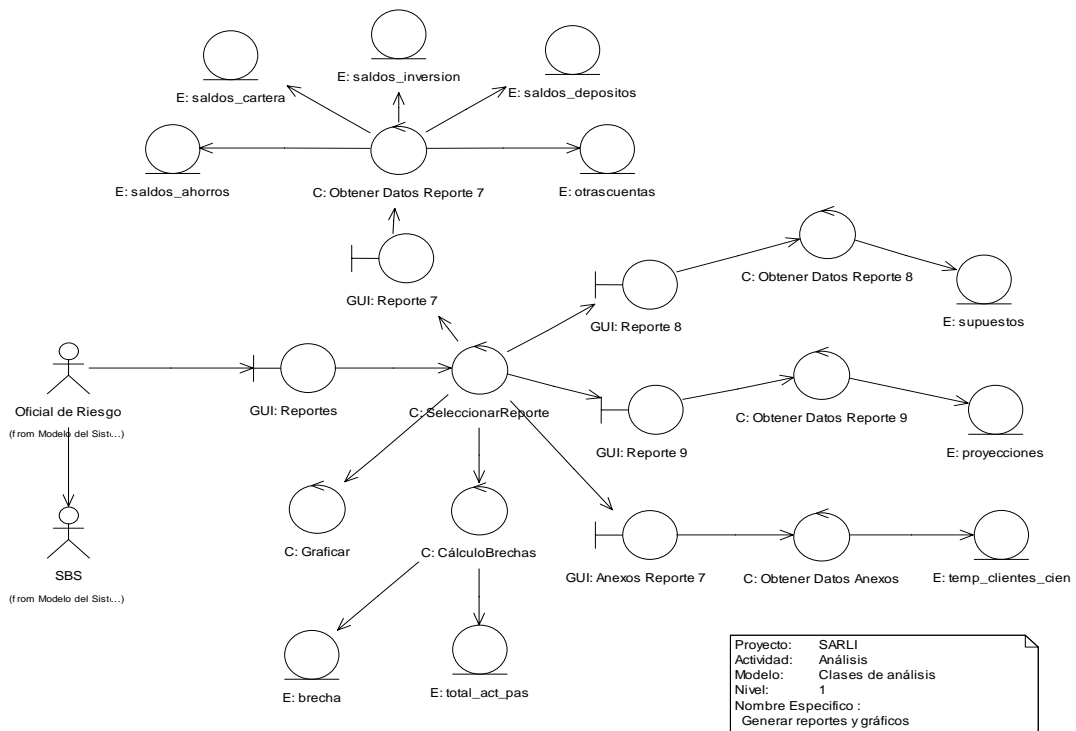 E: saldos_inversion
E: saldos_cartera
E: saldos_depositos
E: saldos_ahorros
C: Obtener Datos Reporte 7
E: otrascuentas
GUI: Reporte 7
C: Obtener Datos Reporte 8
GUI: Reporte 8
E: supuestos
Oficial de Riesgo
(from Modelo del Sist...)
GUI: Reportes
C: SeleccionarReporte
C: Obtener Datos Reporte 9
GUI: Reporte 9
E: proyecciones
C: Graficar
C: CálculoBrechas
SBS
(from Modelo del Sist...)
GUI: Anexos Reporte 7
C: Obtener Datos Anexos
E: temp_clientes_cien
E: brecha
E: total_act_pas
Proyecto: SARLI
Actividad: Análisis
Modelo: Clases de análisis
Nivel: 1
Nombre Especifico :
Generar reportes y gráficos